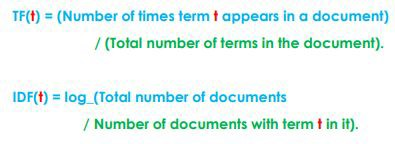 TF(t) = (Number of times term t appears in a document)
/ (Total number of terms in the document).
IDF(t) = log_(Total number of documents
/ Number of documents with term t in it).